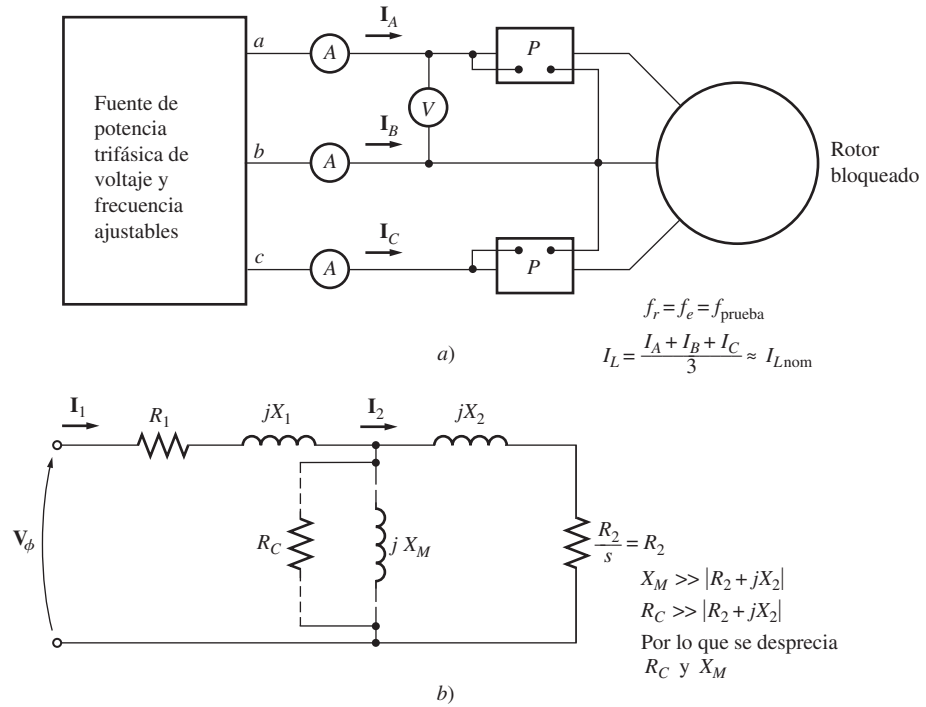 I_A
a
A
P
Fuente de
potencia
trifásica de
voltaje y
frecuencia
ajustables
V
I_B
b
A
Rotor
bloqueado
I_C
c
A
P
f_r = f_e = f_prueba
a)
I_L = (I_A + I_B + I_C)/3 ≈ I_Lnom
I_1
R_1
jX_1
I_2
jX_2
V_ϕ
R_C
j X_M
R_2/s = R_2
X_M >> |R_2 + jX_2|
R_C >> |R_2 + jX_2|
Por lo que se desprecia
R_C y X_M
b)